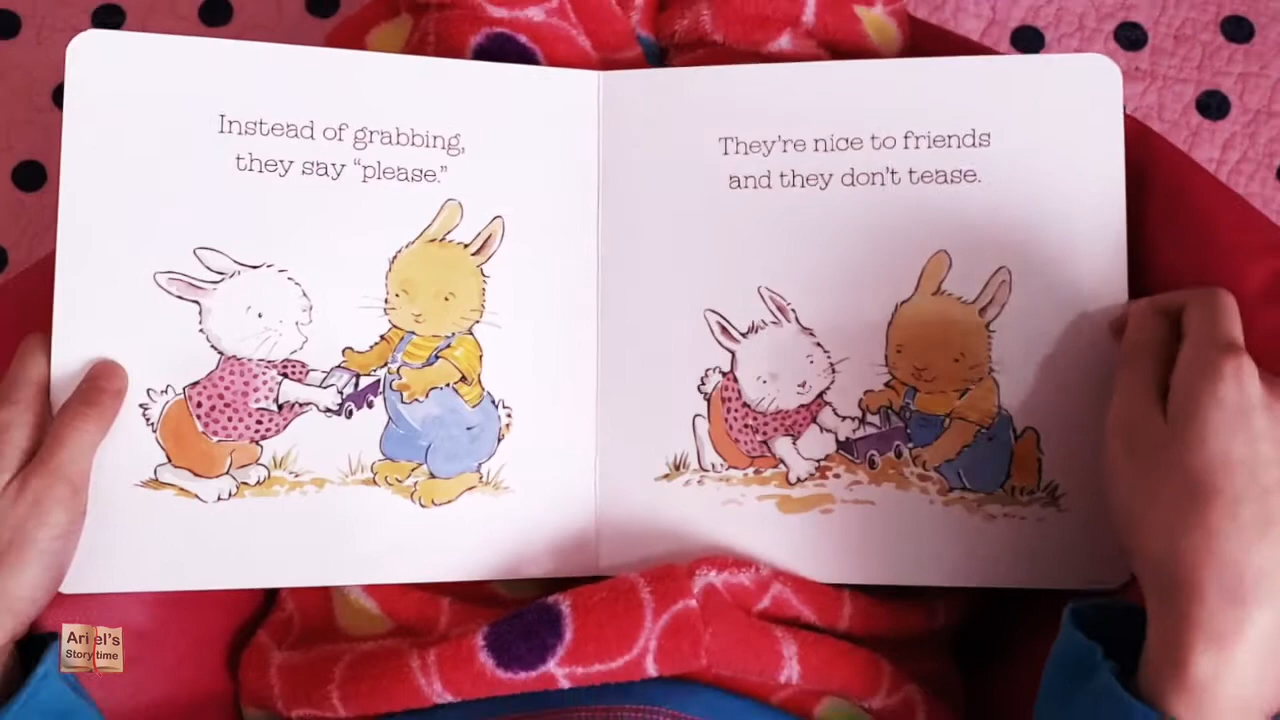 Instead of grabbing,
they say “please.”
They’re nice to friends
and they don’t tease.
Ariel's
Storytime